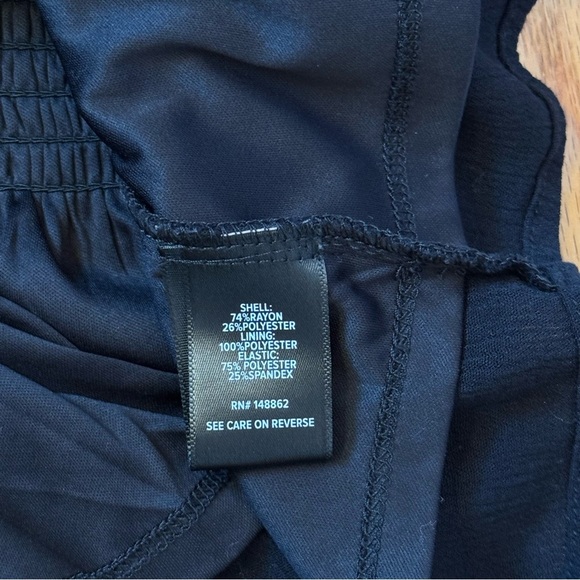 SHELL:
74%RAYON
26%POLYESTER
LINING:
100%POLYESTER
ELASTIC:
75% POLYESTER
25%SPANDEX
RN# 148862
SEE CARE ON REVERSE